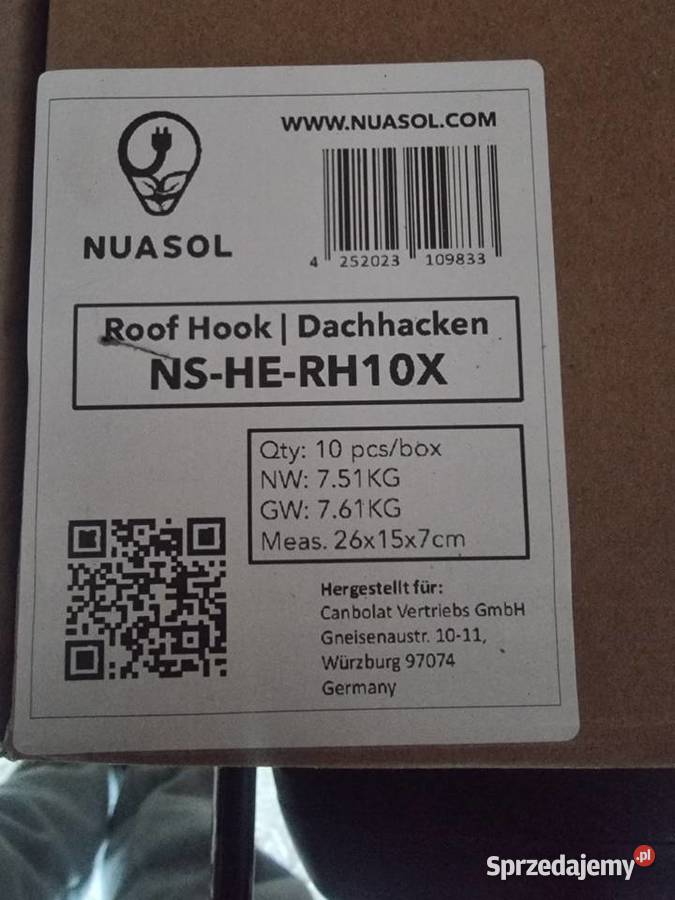 WWW.NUASOL.COM
NUASOL
4 252023 109833
Roof Hook | Dachhacken
NS-HE-RH10X
Qty: 10 pcs/box
NW: 7.51KG
GW: 7.61KG
Meas. 26x15x7cm
Hergestellt für:
Canbolat Vertriebs GmbH
Gneisenaustr. 10-11,
Würzburg 97074
Germany
Sprzedajemy.pl